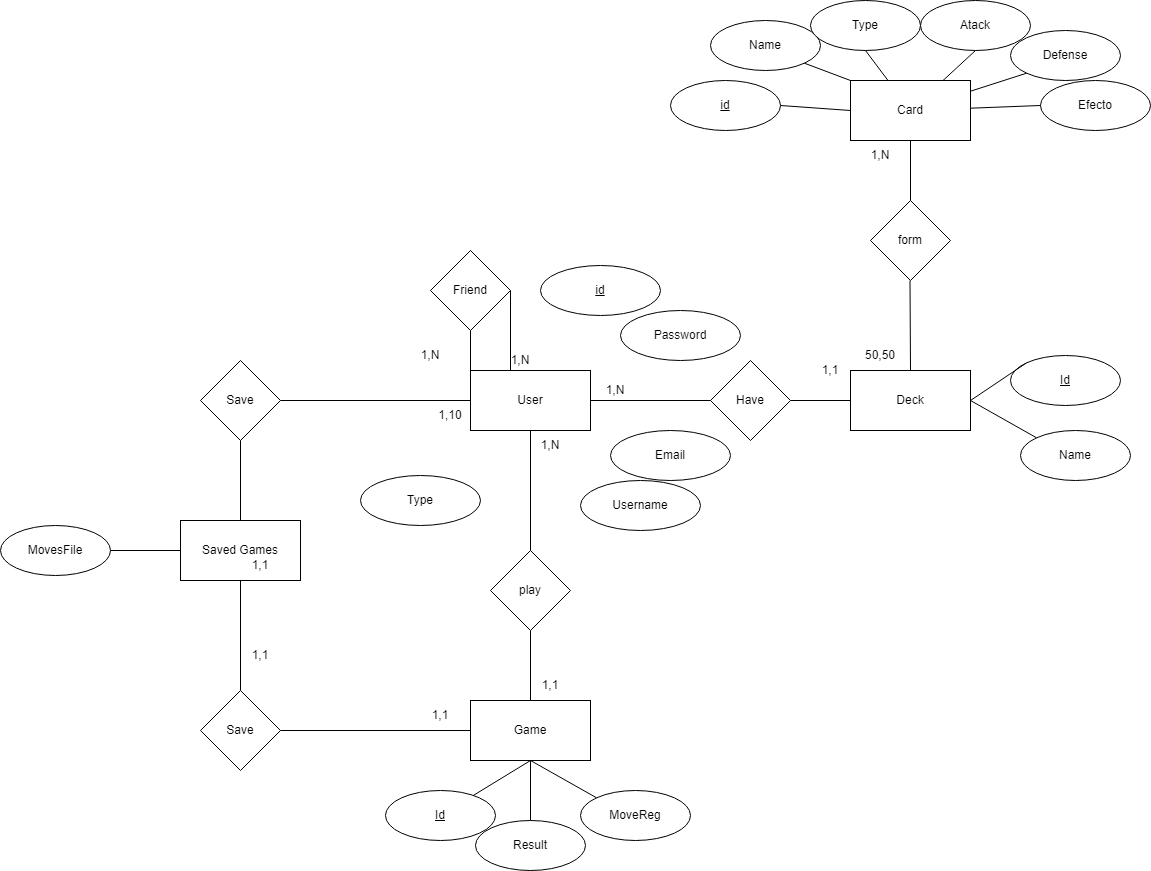 Type
Atack
Name
Defense
id
Card
Efecto
1,N
form
Friend
id
Password
1,N
1,N
50,50
1,1
Id
Save
User
1,N
Have
Deck
1,10
1,N
Email
Name
Type
Username
MovesFile
Saved Games
1,1
play
1,1
1,1
1,1
Save
Game
Id
MoveReg
Result